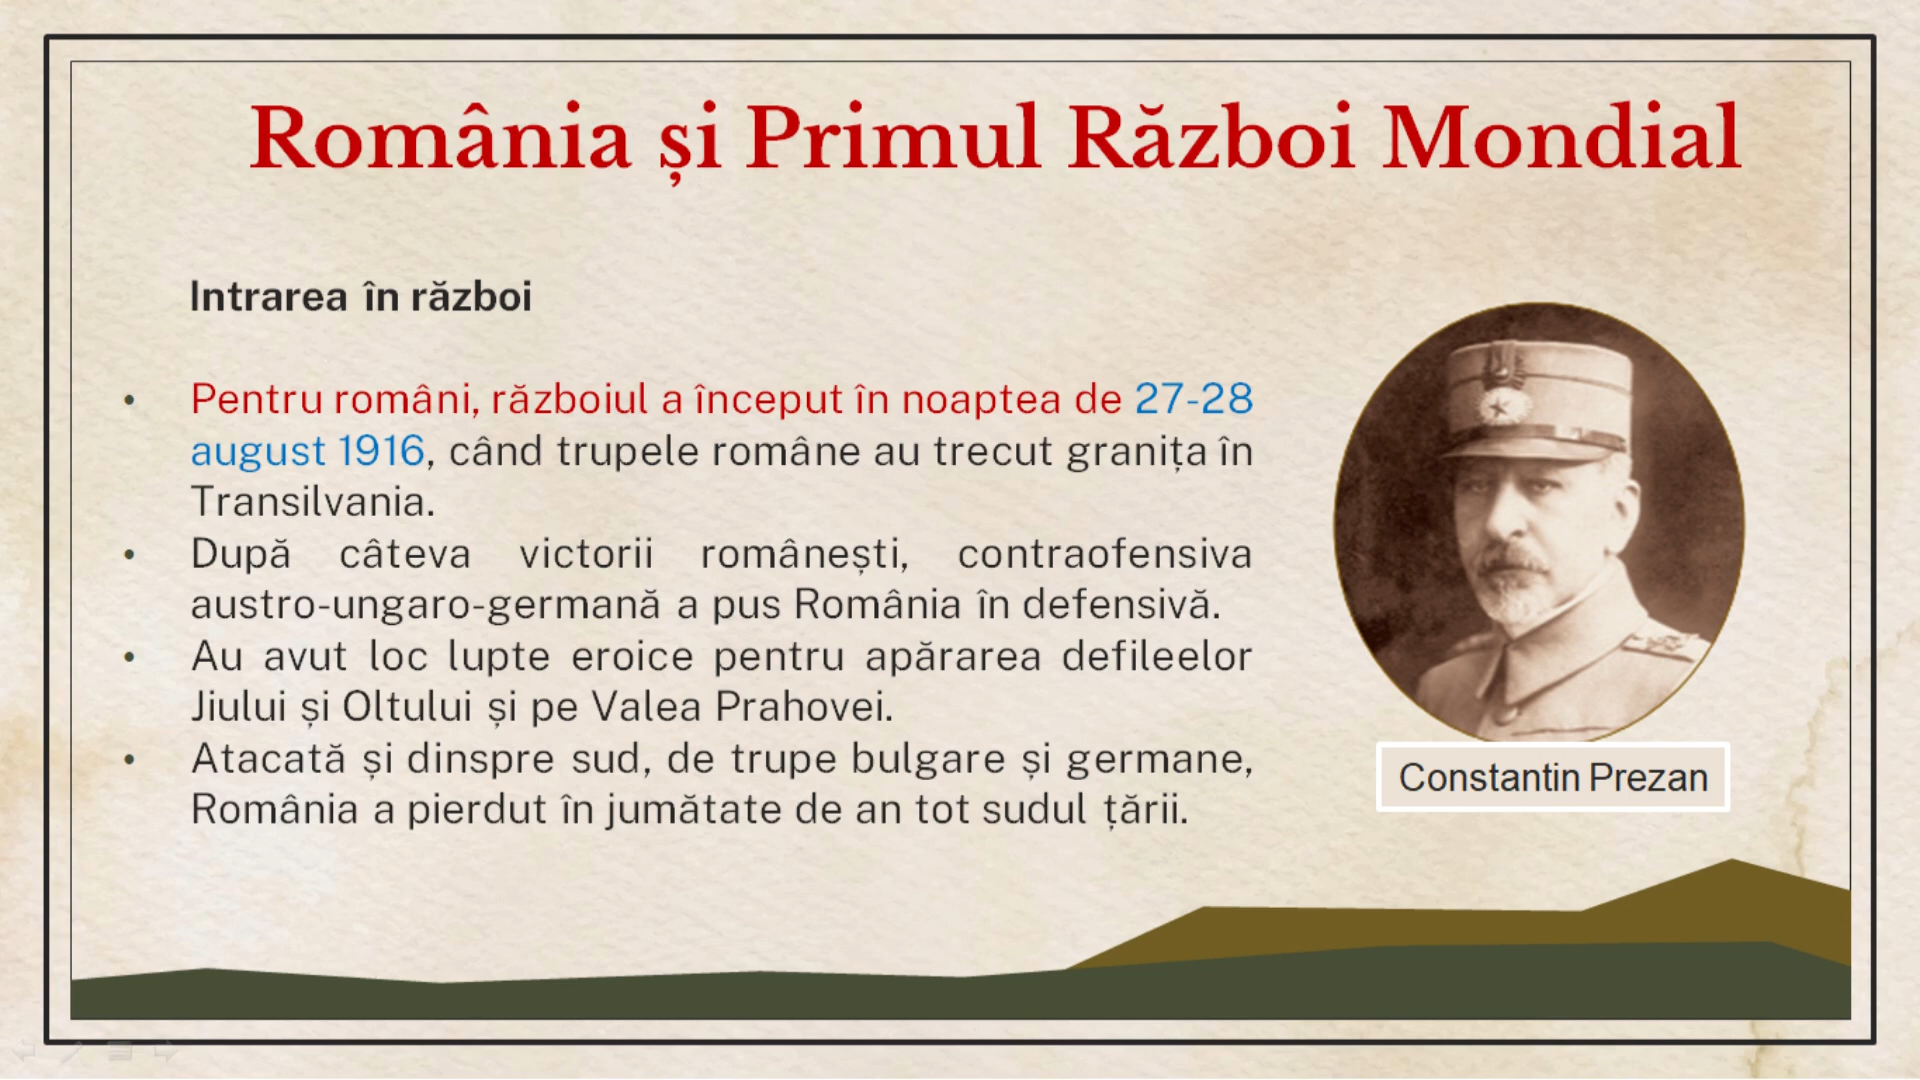 România și Primul Război Mondial
Intrarea în război
• Pentru români, războiul a început în noaptea de 27-28
august 1916, când trupele române au trecut granița în
Transilvania.
• După câteva victorii românești, contraofensiva
austro-ungaro-germană a pus România în defensivă.
• Au avut loc lupte eroice pentru apărarea defileelor
Jiului și Oltului și pe Valea Prahovei.
• Atacată și dinspre sud, de trupe bulgare și germane,
România a pierdut în jumătate de an tot sudul țării.
Constantin Prezan